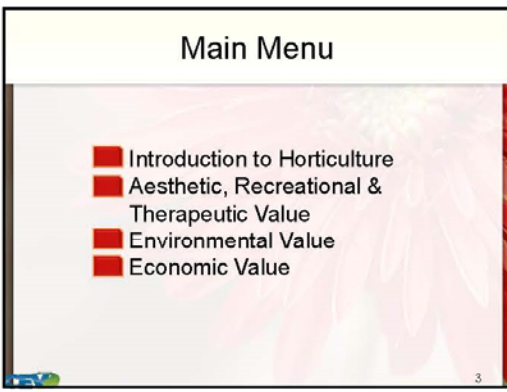 Main Menu
Introduction to Horticulture
Aesthetic, Recreational &
Therapeutic Value
Environmental Value
Economic Value
3